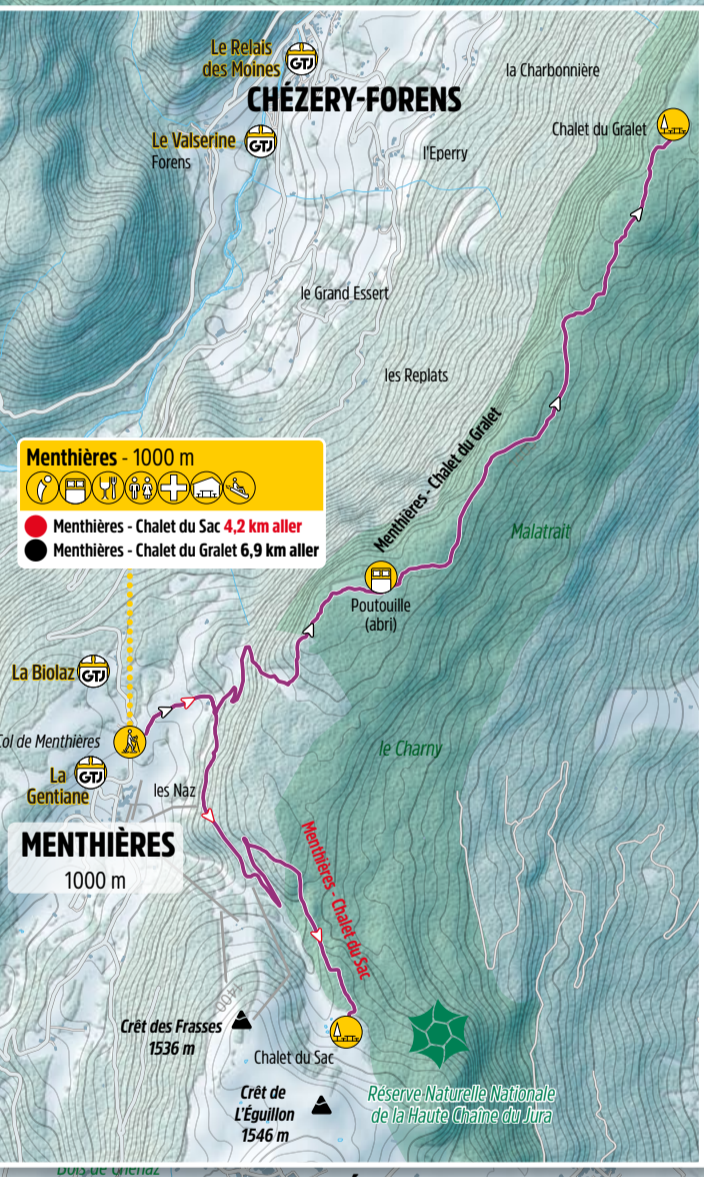 Le Relais
des Moines
GTJ
CHÉZERY-FORENS
la Charbonnière
Chalet du Gralet
Le Valserine
GTJ
Forens
l'Eperry
le Grand Essert
les Replats
Menthières - Chalet du Gralet
Menthières - 1000 m
Menthières - Chalet du Sac 4,2 km aller
Menthières - Chalet du Gralet 6,9 km aller
Malatrait
Poutouille
(abri)
La Biolaz
GTJ
Col de Menthières
le Charny
La
Gentiane
GTJ
les Naz
MENTHIÈRES
1000 m
Menthières - Chalet du Sac
1400
Crêt des Frasses
1536 m
Chalet du Sac
Crêt de
L'Éguillon
1546 m
Réserve Naturelle Nationale
de la Haute Chaîne du Jura